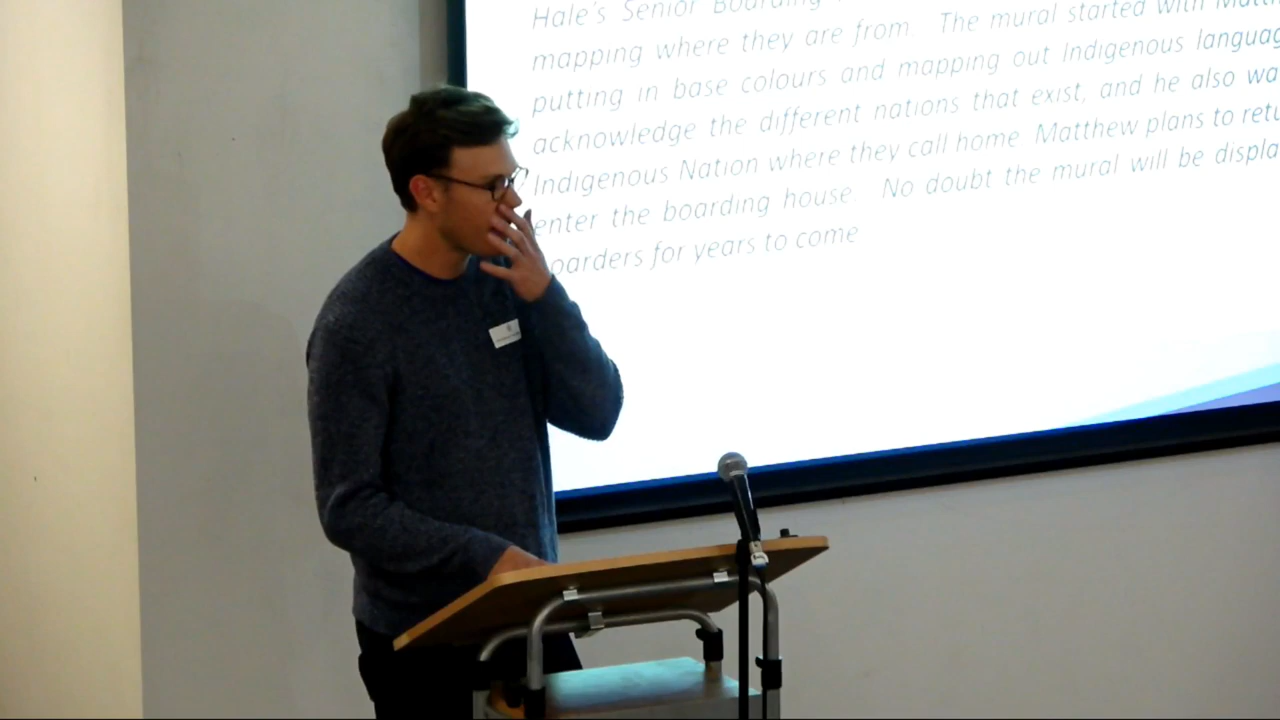 Hale's Senior Boarding
mapping where they are from. The mural started with
putting in base colours and mapping out Indigenous
acknowledge the different nations that exist, and he also
Indigenous Nation where they call home Matthew plans to
enter the boarding house. No doubt the mural will be
for years to come